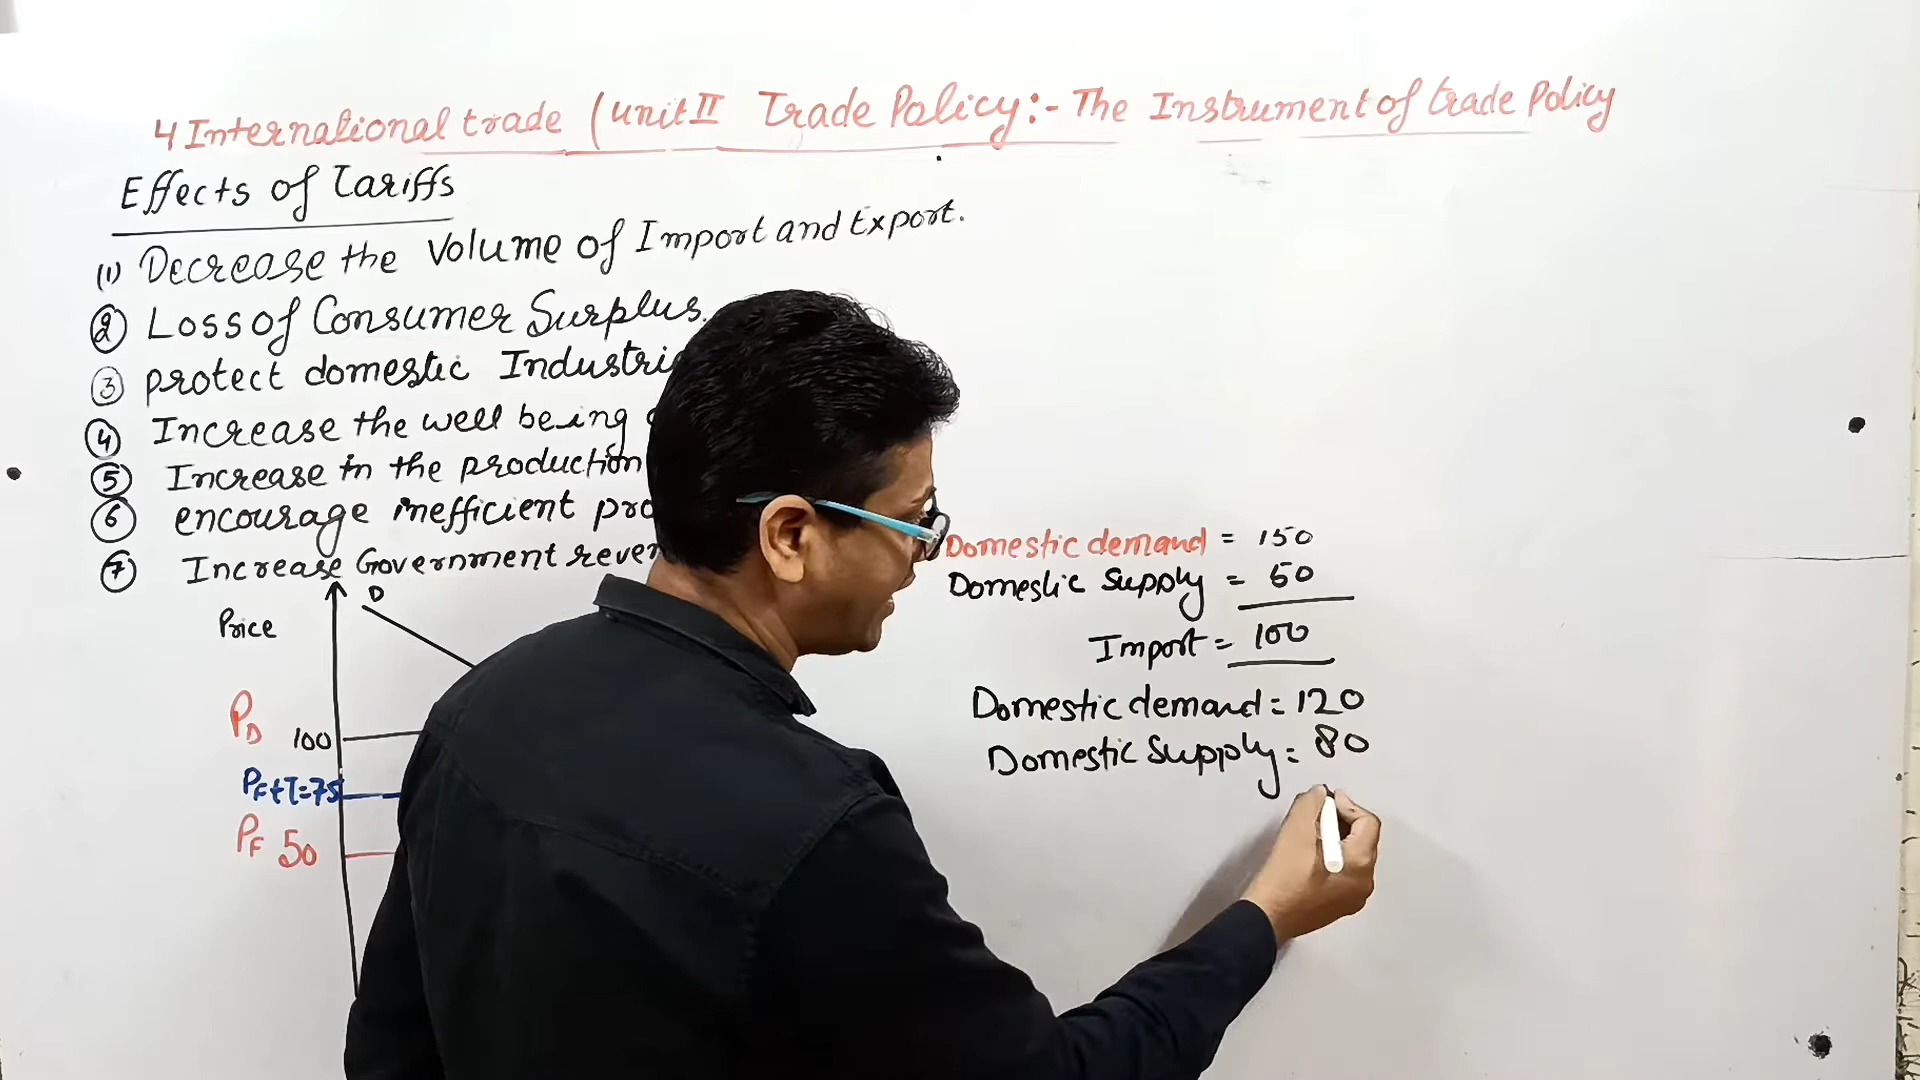 4 International trade (unit II Trade Policy:- The Instrument of trade Policy
Effects of Tariffs
(1) Decrease the Volume of Import and Export.
(2) Loss of Consumer Surplus.
(3) protect domestic Industri
(4) Increase the well being
(5) Increase in the production
(6) encourage inefficient pro
(7) Increase Government reven
Domestic demand = 150
Domestic Supply = 50
Import = 100
Domestic demand = 120
Domestic Supply = 80
D
Price
PD 100
PF+T=75
PF 50